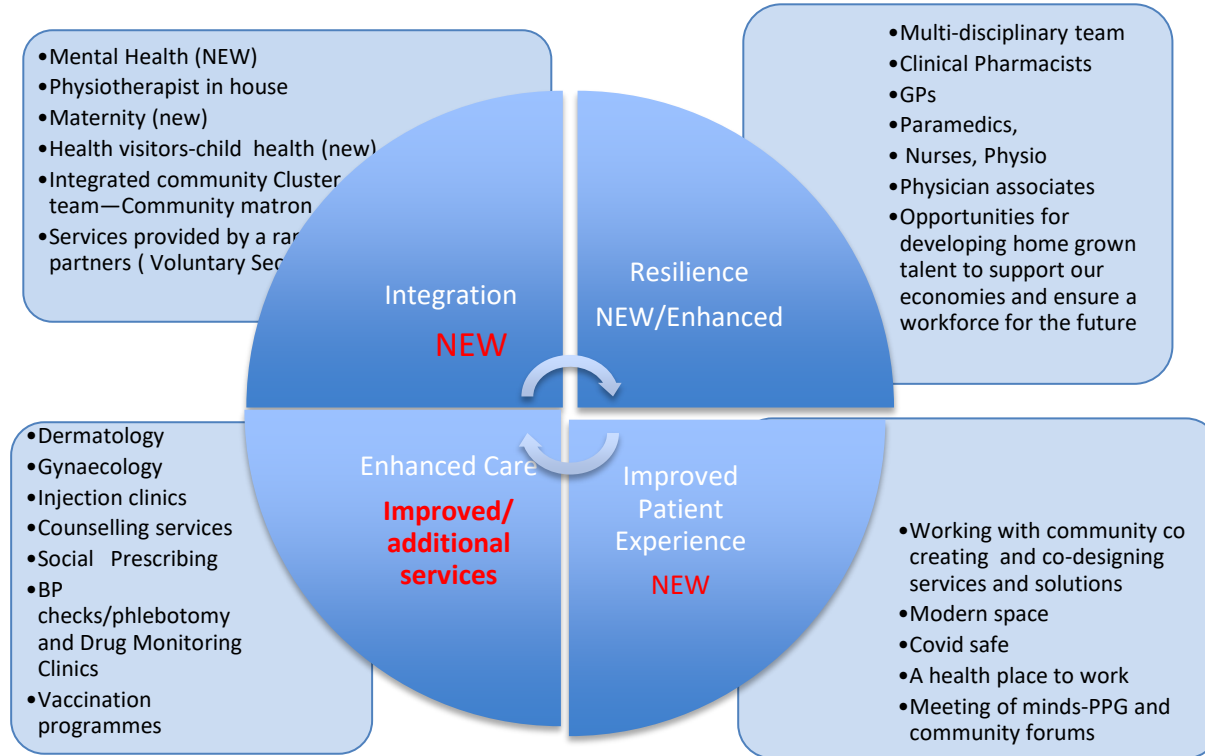 •Mental Health (NEW)
•Physiotherapist in house
•Maternity (new)
•Health visitors-child health (new)
•Integrated community Cluster
team—Community matron
•Services provided by a
partners ( Voluntary
Integration
NEW
•Multi-disciplinary team
•Clinical Pharmacists
•GPs
•Paramedics,
• Nurses, Physio
•Physician associates
•Opportunities for
developing home grown
talent to support our
economies and ensure a
workforce for the future
Resilience
NEW/Enhanced
•Dermatology
•Gynaecology
•Injection clinics
•Counselling services
•Social Prescribing
•BP
checks/phlebotomy
and Drug Monitoring
Clinics
•Vaccination
programmes
Enhanced Care
Improved/
additional
services
Improved
Patient
Experience
NEW
•Working with community co
creating and co-designing
services and solutions
•Modern space
•Covid safe
•A health place to work
•Meeting of minds-PPG and
community forums